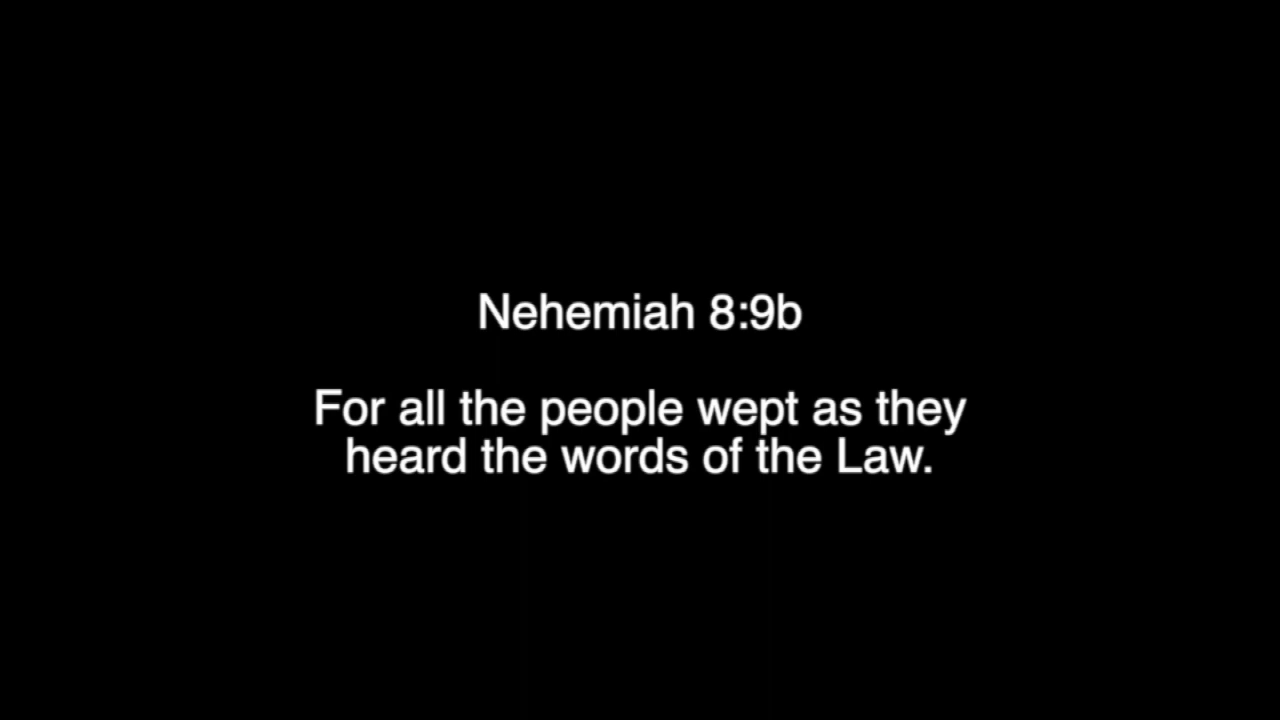 Nehemiah 8:9b
For all the people wept as they
heard the words of the Law.